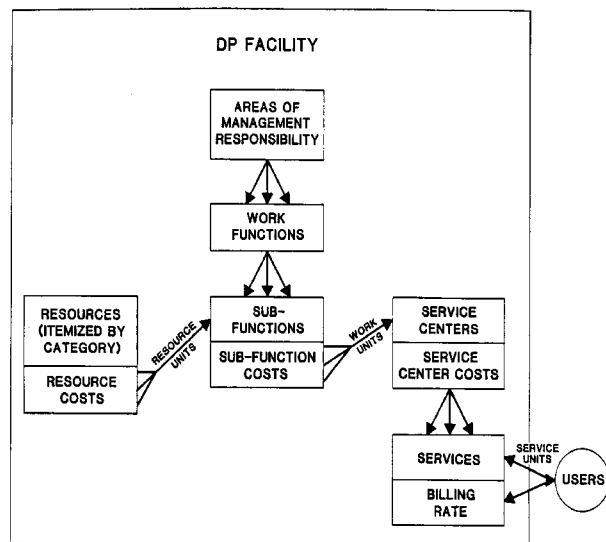 DP FACILITY
AREAS OF
MANAGEMENT
RESPONSIBILITY
WORK
FUNCTIONS
RESOURCES
(ITEMIZED BY
CATEGORY)
RESOURCE
COSTS
RESOURCE
UNITS
SUB-
FUNCTIONS
SUB-FUNCTION
COSTS
WORK
UNITS
SERVICE
CENTERS
SERVICE
CENTER COSTS
SERVICES
BILLING
RATE
SERVICE
UNITS
USERS